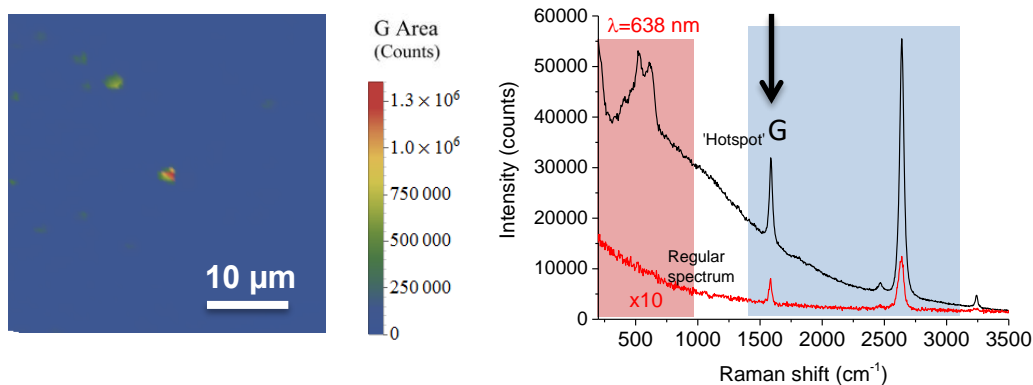 10 μm
G Area
(Counts)
1.3 × 10⁶
1.0 × 10⁶
750 000
500 000
250 000
0
λ=638 nm
'Hotspot'
G
Regular
spectrum
x10
Intensity (counts)
60000
50000
40000
30000
20000
10000
0
500 1000 1500 2000 2500 3000 3500
Raman shift (cm⁻¹)